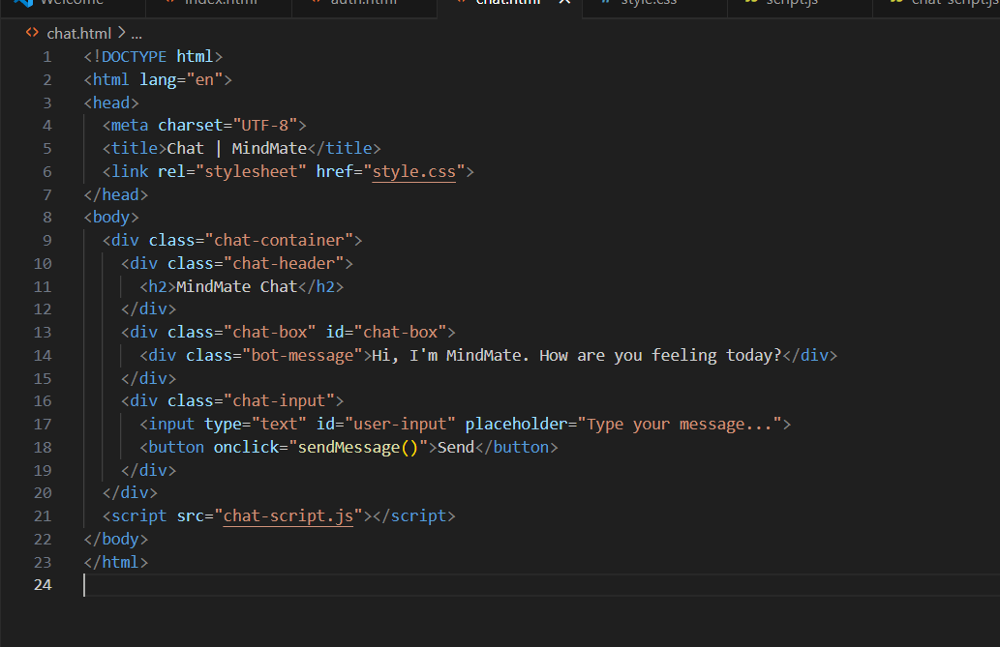 Welcome index.html auth.html chat.html style.css script.js chat-script.js
chat.html > ...
1 <!DOCTYPE html>
2 <html lang="en">
3 <head>
4 <meta charset="UTF-8">
5 <title>Chat | MindMate</title>
6 <link rel="stylesheet" href="style.css">
7 </head>
8 <body>
9 <div class="chat-container">
10 <div class="chat-header">
11 <h2>MindMate Chat</h2>
12 </div>
13 <div class="chat-box" id="chat-box">
14 <div class="bot-message">Hi, I'm MindMate. How are you feeling today?</div>
15 </div>
16 <div class="chat-input">
17 <input type="text" id="user-input" placeholder="Type your message...">
18 <button onclick="sendMessage()">Send</button>
19 </div>
20 </div>
21 <script src="chat-script.js"></script>
22 </body>
23 </html>
24